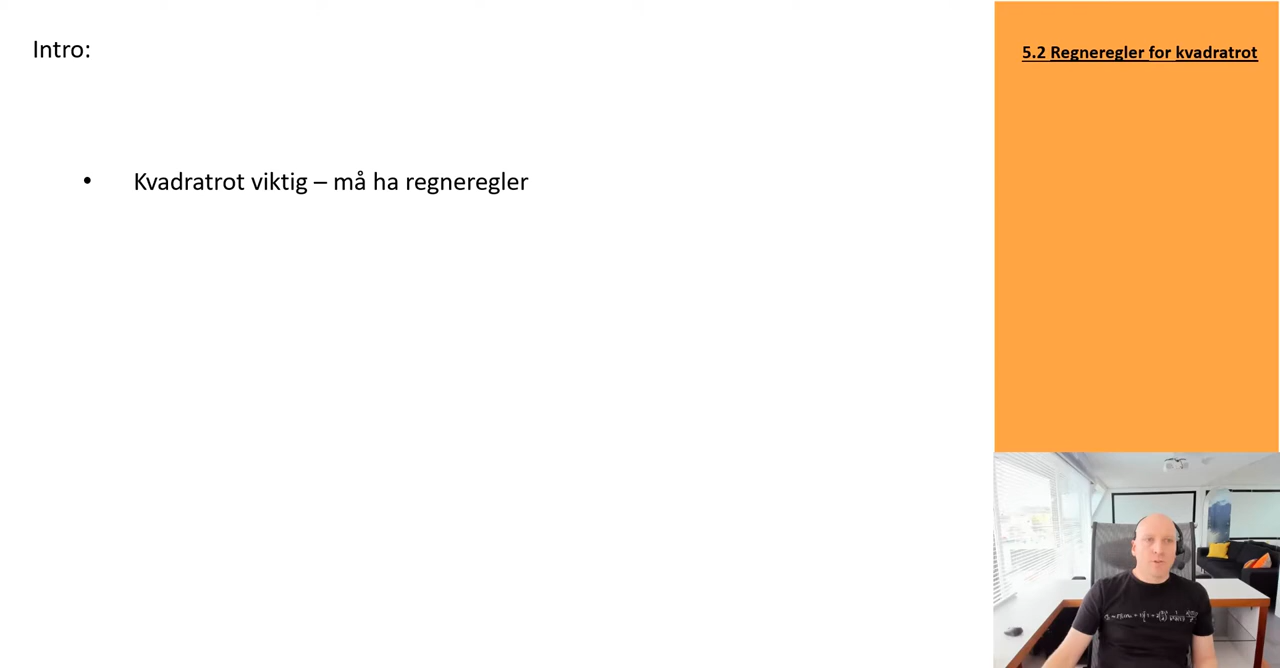 Intro:
5.2 Regneregler for kvadratrot
• Kvadratrot viktig – må ha regneregler